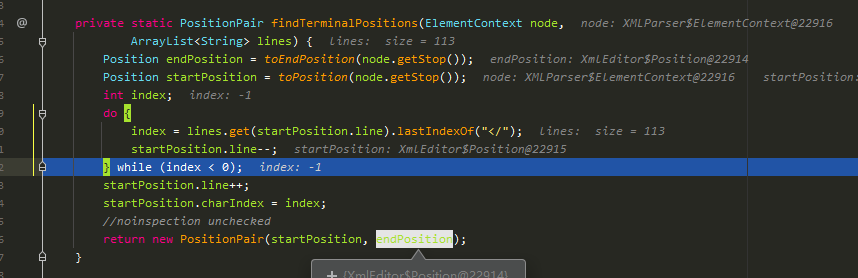 private static PositionPair findTerminalPositions(ElementContext node, node: XMLParser$ElementContext@22916
ArrayList<String> lines) { lines: size = 113
Position endPosition = toEndPosition(node.getStop()); endPosition: XmlEditor$Position@22914
Position startPosition = toPosition(node.getStop()); node: XMLParser$ElementContext@22916 startPosition:
int index; index: -1
do {
index = lines.get(startPosition.line).lastIndexOf("</"); lines: size = 113
startPosition.line--; startPosition: XmlEditor$Position@22915
} while (index < 0); index: -1
startPosition.line++;
startPosition.charIndex = index;
//noinspection unchecked
return new PositionPair(startPosition, endPosition);
}
+ {XmlEditor$Position@22914}